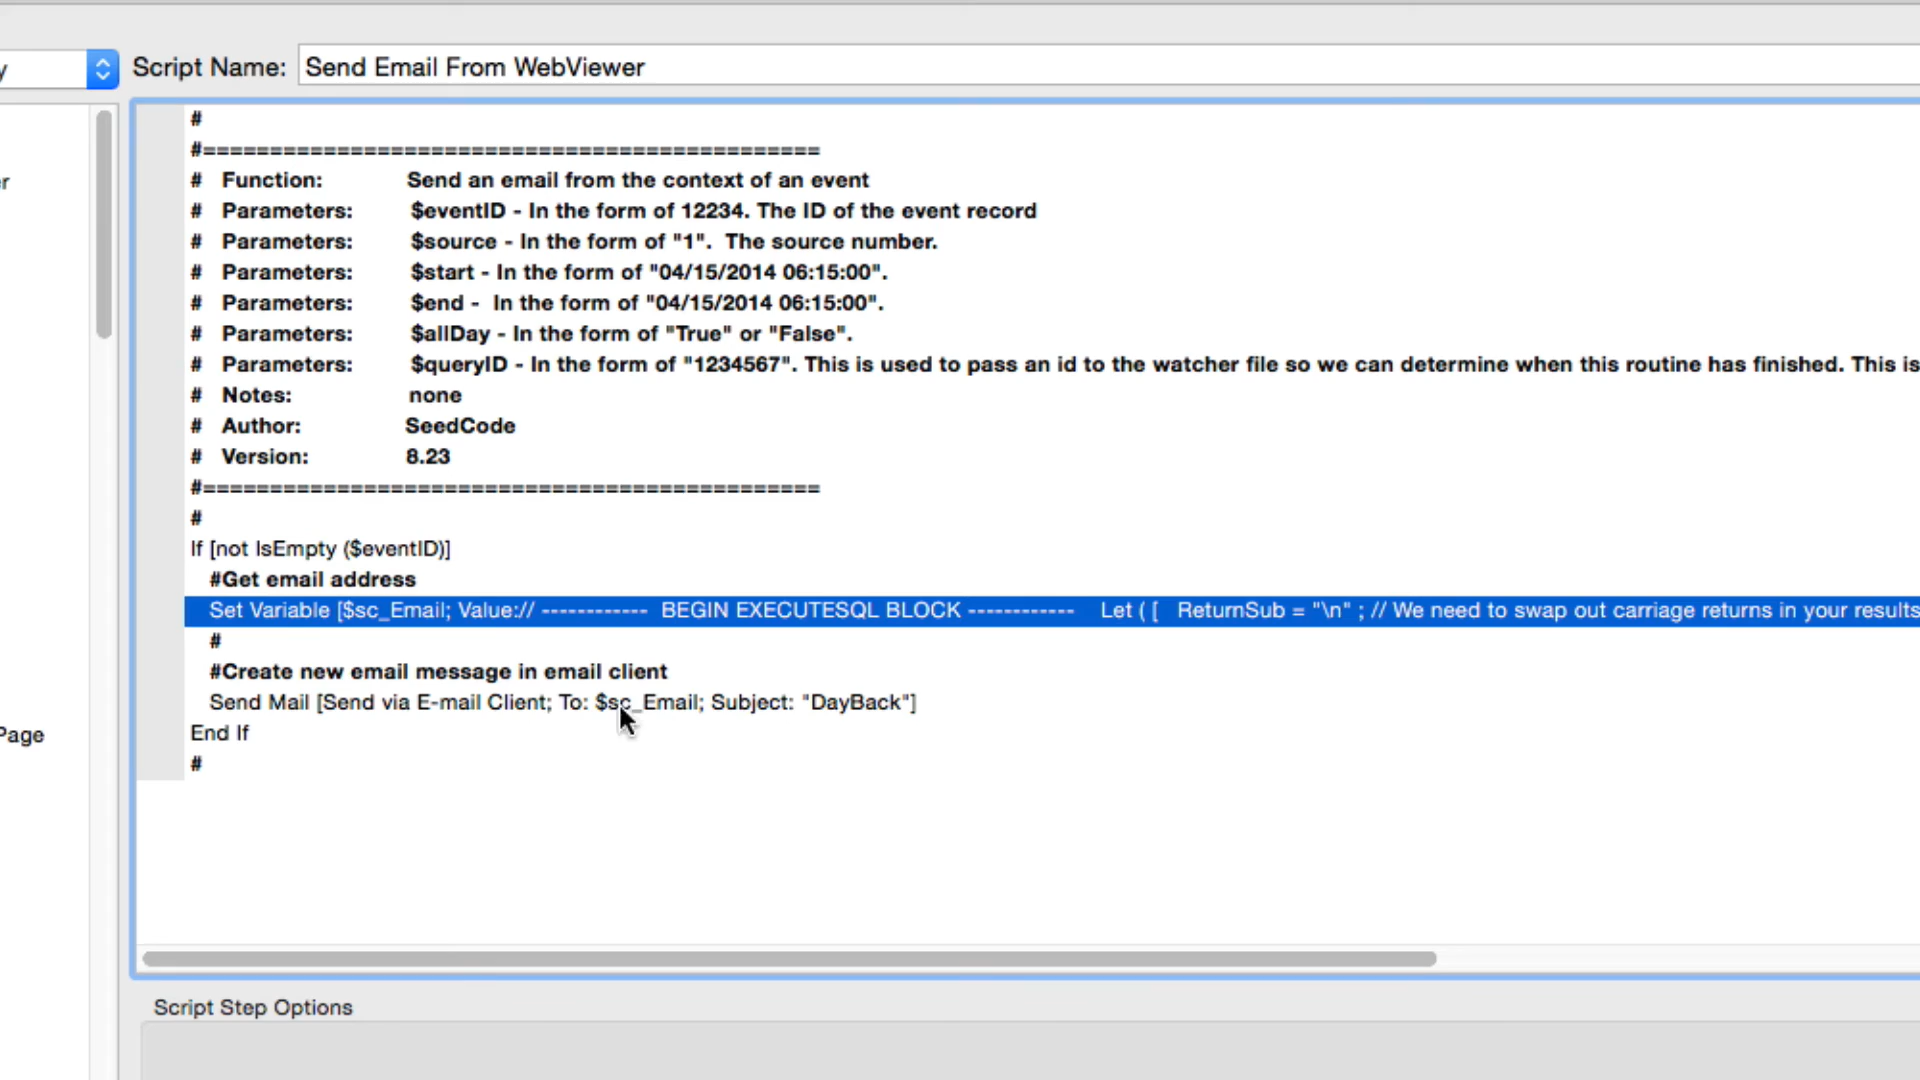 y
Script Name: Send Email From WebViewer
#
#================================================
# Function: Send an email from the context of an event
# Parameters: $eventID - In the form of 12234. The ID of the event record
# Parameters: $source - In the form of "1".  The source number.
# Parameters: $start - In the form of "04/15/2014 06:15:00".
# Parameters: $end -  In the form of "04/15/2014 06:15:00".
# Parameters: $allDay - In the form of "True" or "False".
# Parameters: $queryID - In the form of "1234567". This is used to pass an id to the watcher file so we can determine when this routine has finished. This is
# Notes: none
# Author: SeedCode
# Version: 8.23
#================================================
#
If [not IsEmpty ($eventID)]
#Get email address
Set Variable [$sc_Email; Value:// ------------  BEGIN EXECUTESQL BLOCK ------------    Let ( [   ReturnSub = "\n" ; // We need to swap out carriage returns in your results
#
#Create new email message in email client
Send Mail [Send via E-mail Client; To: $sc_Email; Subject: "DayBack"]
End If
#
er
Page
Script Step Options